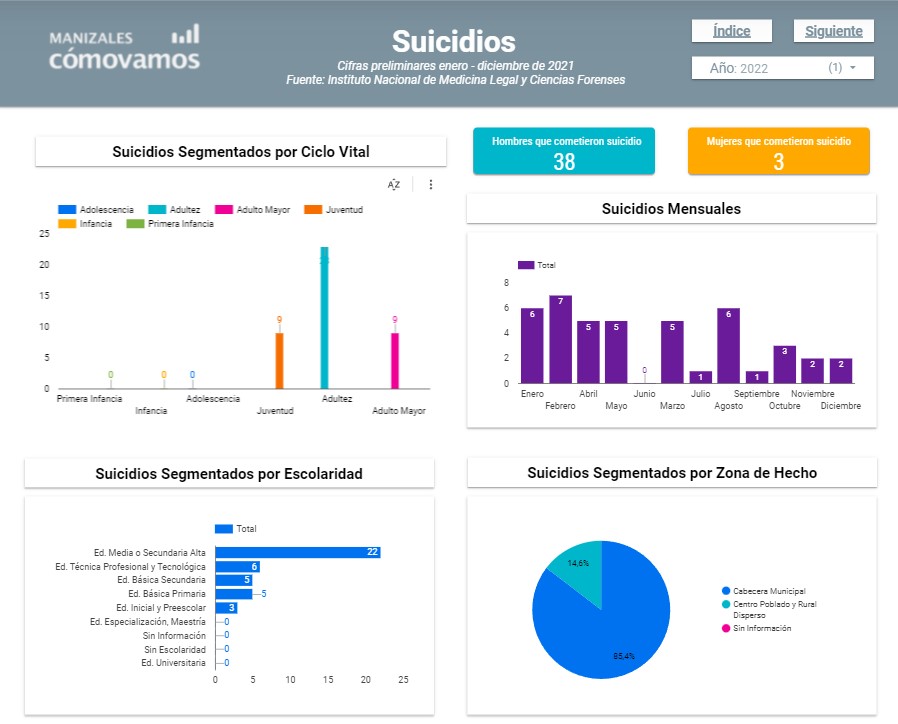 MANIZALES
cómovamos
Suicidios
Cifras preliminares enero - diciembre de 2021
Fuente: Instituto Nacional de Medicina Legal y Ciencias Forenses
Índice
Siguiente
Año: 2022 (1)
Suicidios Segmentados por Ciclo Vital
AZ
Adolescencia Adultez Adulto Mayor Juventud
Infancia Primera Infancia
25
20
15
10
5
0
0 0 0 9 23 9
Primera Infancia Infancia Adolescencia Juventud Adultez Adulto Mayor
Hombres que cometieron suicidio
38
Mujeres que cometieron suicidio
3
Suicidios Mensuales
Total
8
6
4
2
0
6 7 5 5 0 5 1 6 1 3 2 2
Enero Febrero Abril Mayo Junio Marzo Julio Agosto Septiembre Octubre Noviembre Diciembre
Suicidios Segmentados por Escolaridad
Total
Ed. Media o Secundaria Alta 22
Ed. Técnica Profesional y Tecnológica 6
Ed. Básica Secundaria 5
Ed. Básica Primaria 5
Ed. Inicial y Preescolar 3
Ed. Especialización, Maestría 0
Sin Información 0
Sin Escolaridad 0
Ed. Universitaria 0
0 5 10 15 20 25
Suicidios Segmentados por Zona de Hecho
14,6%
85,4%
Cabecera Municipal
Centro Poblado y Rural
Disperso
Sin Información